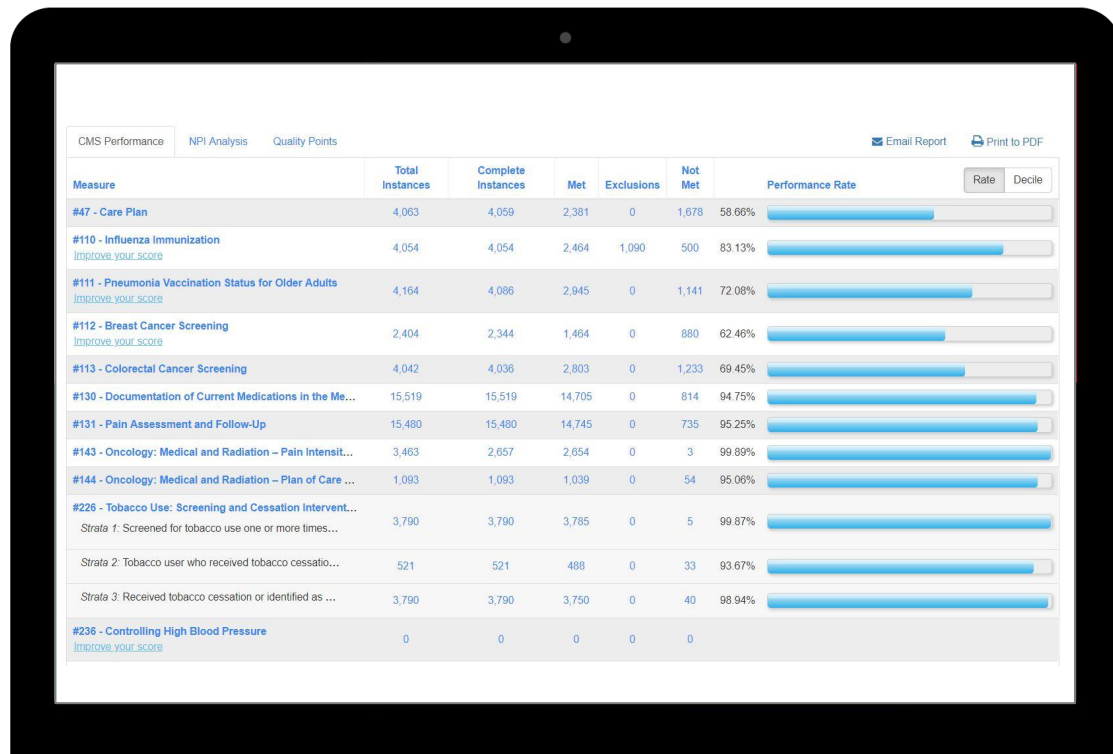 CMS Performance NPI Analysis Quality Points Email Report Print to PDF
Measure Total Instances Complete Instances Met Exclusions Not Met Performance Rate Rate Decile
#47 - Care Plan 4,063 4,059 2,381 0 1,678 58.66%
#110 - Influenza Immunization 4,054 4,054 2,464 1,090 500 83.13%
Improve your score
#111 - Pneumonia Vaccination Status for Older Adults 4,164 4,086 2,945 0 1,141 72.08%
Improve your score
#112 - Breast Cancer Screening 2,404 2,344 1,464 0 880 62.46%
Improve your score
#113 - Colorectal Cancer Screening 4,042 4,036 2,803 0 1,233 69.45%
#130 - Documentation of Current Medications in the Me... 15,519 15,519 14,705 0 814 94.75%
#131 - Pain Assessment and Follow-Up 15,480 15,480 14,745 0 735 95.25%
#143 - Oncology: Medical and Radiation – Pain Intensit... 3,463 2,657 2,654 0 3 99.89%
#144 - Oncology: Medical and Radiation – Plan of Care ... 1,093 1,093 1,039 0 54 95.06%
#226 - Tobacco Use: Screening and Cessation Intervent...
Strata 1: Screened for tobacco use one or more times... 3,790 3,790 3,785 0 5 99.87%
Strata 2: Tobacco user who received tobacco cessatio... 521 521 488 0 33 93.67%
Strata 3: Received tobacco cessation or identified as ... 3,790 3,790 3,750 0 40 98.94%
#236 - Controlling High Blood Pressure 0 0 0 0 0
Improve your score